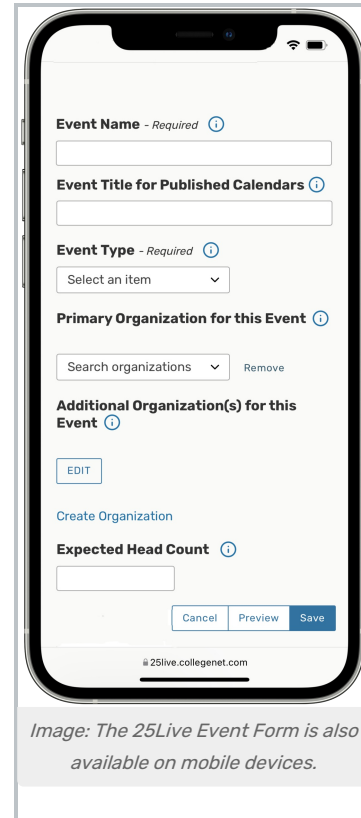 Event Name - Required
Event Title for Published Calendars
Event Type - Required
Select an item
Primary Organization for this Event
Search organizations Remove
Additional Organization(s) for this
Event
EDIT
Create Organization
Expected Head Count
Cancel Preview Save
25live.collegenet.com
Image: The 25Live Event Form is also
available on mobile devices.